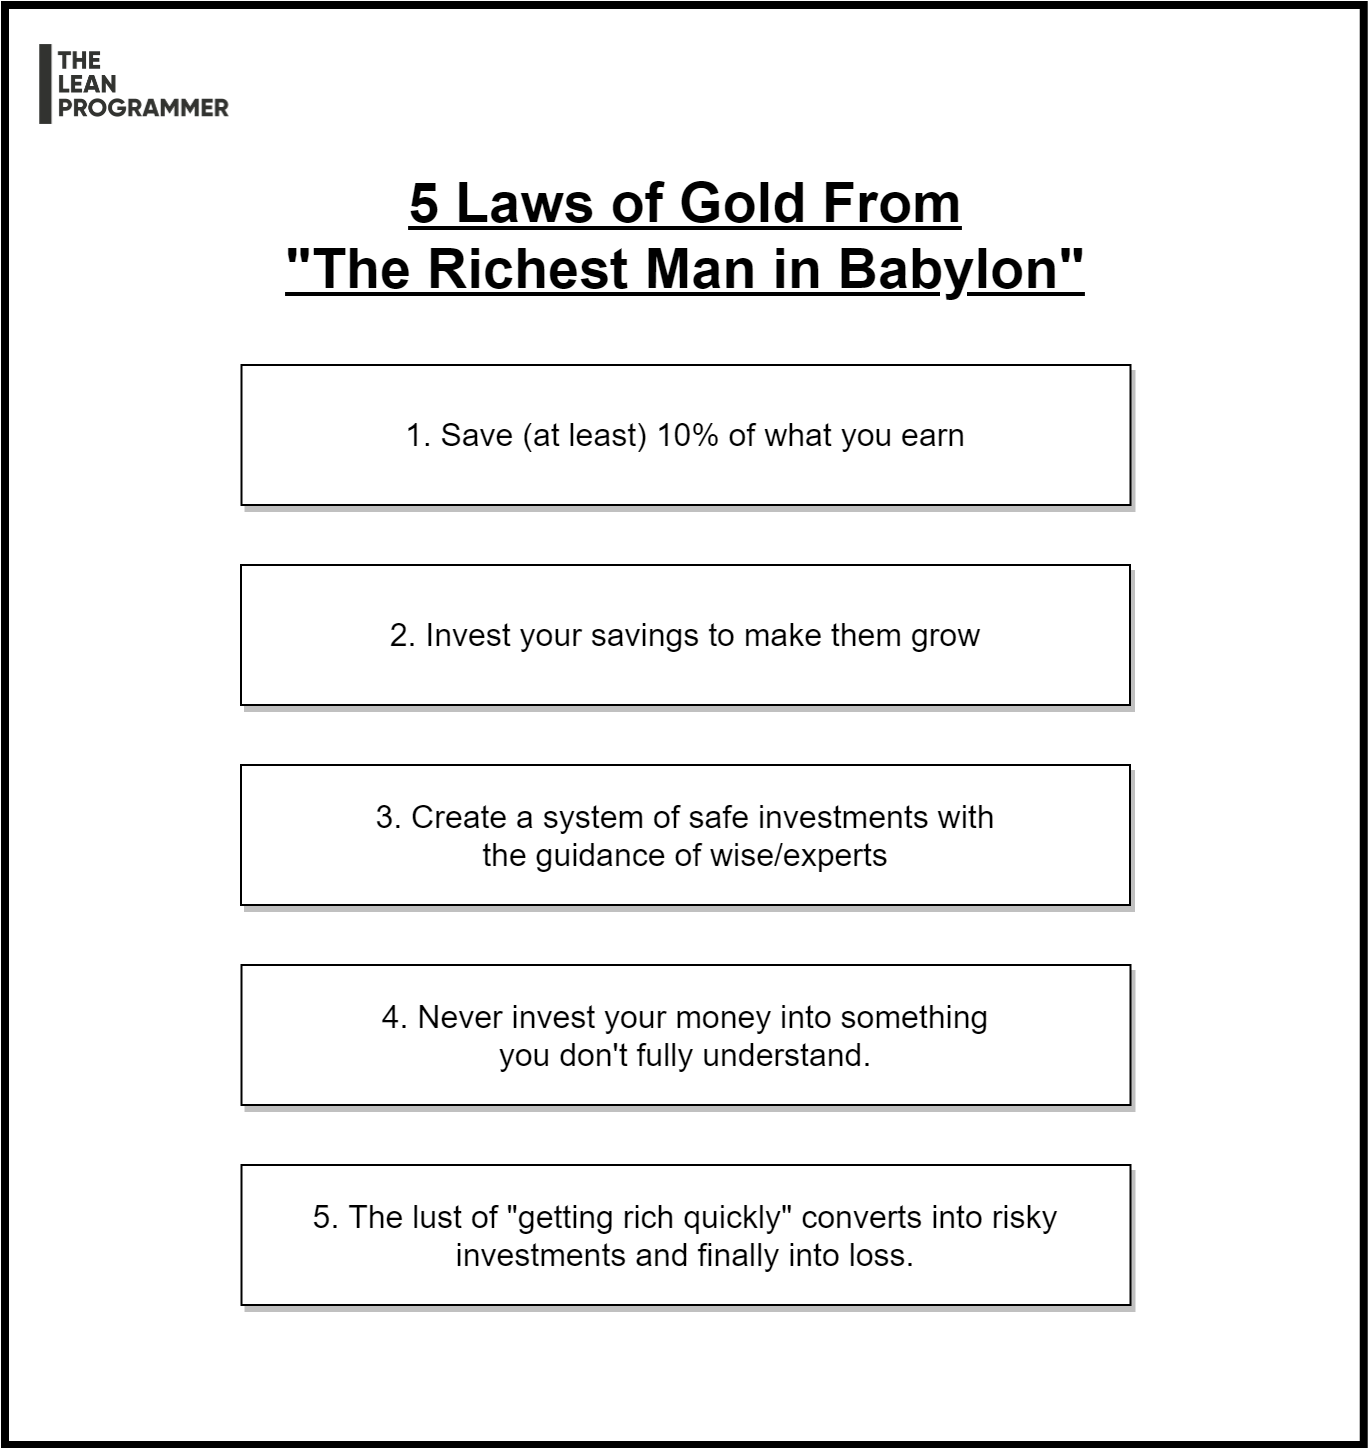 THE
LEAN
PROGRAMMER
5 Laws of Gold From
"The Richest Man in Babylon"
1. Save (at least) 10% of what you earn
2. Invest your savings to make them grow
3. Create a system of safe investments with
the guidance of wise/experts
4. Never invest your money into something
you don't fully understand.
5. The lust of "getting rich quickly" converts into risky
investments and finally into loss.